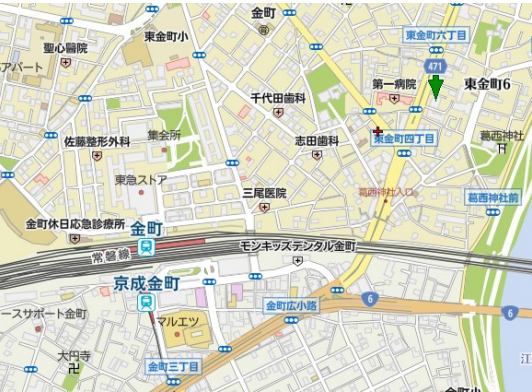 金町
東金町小
東金町六丁目
聖心医院
アパート
471
第一病院
東金町6
千代田歯科
集会所
志田歯科
東金町四丁目
葛西神社
佐藤整形外科
東急ストア
三尾医院
葛西神社入口
葛西神社前
金町休日応急診療所
金町
常磐線
モンキッズデンタル金町
京成金町
6
金町広小路
6
ースサポート金町
マルエツ
大円寺
金町三丁目
江